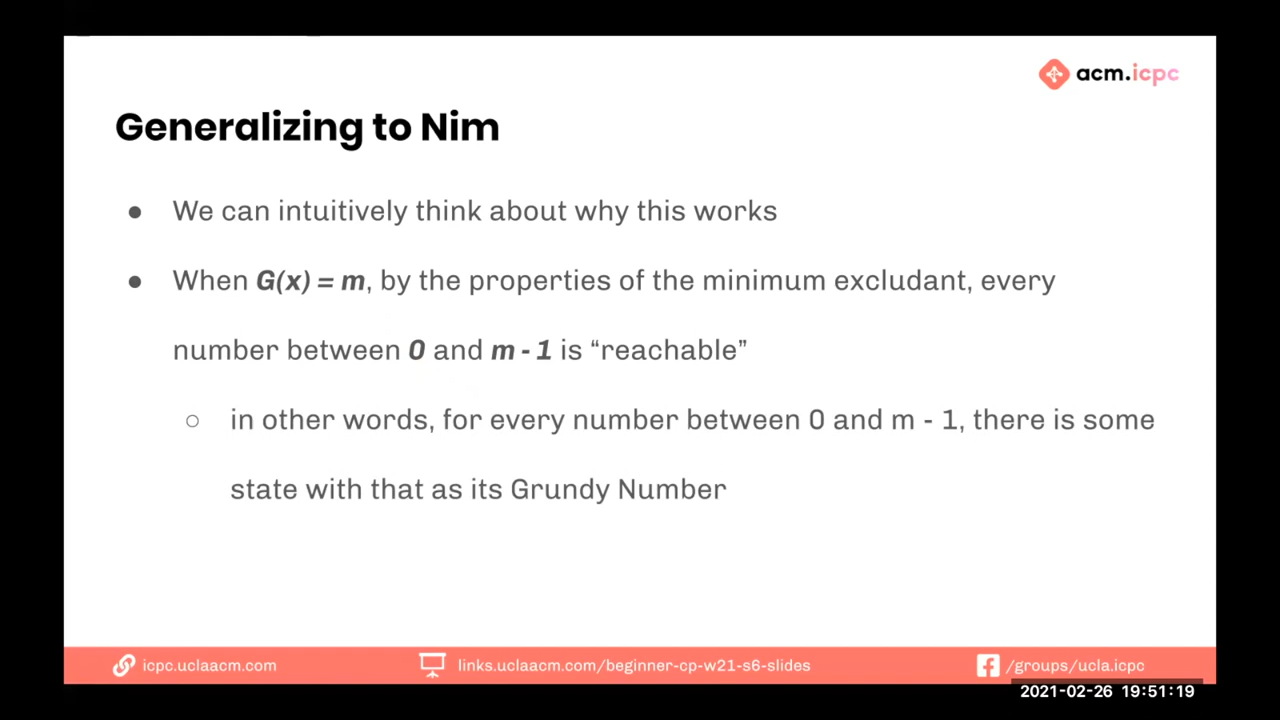 acm.icpc
Generalizing to Nim
● We can intuitively think about why this works
● When G(x) = m, by the properties of the minimum excludant, every
number between 0 and m - 1 is “reachable”
○ in other words, for every number between 0 and m - 1, there is some
state with that as its Grundy Number
icpc.uclaacm.com
links.uclaacm.com/beginner-cp-w21-s6-slides
/groups/ucla.icpc
2021-02-26 19:51:19